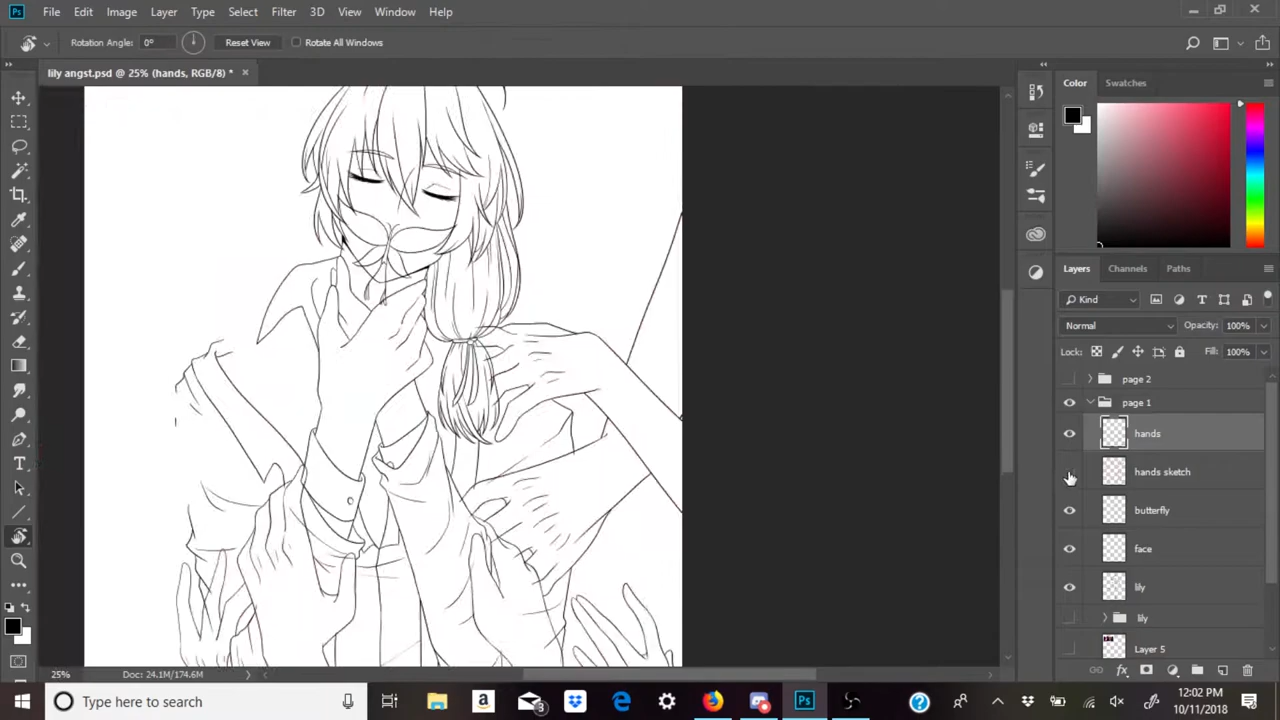 Ps File Edit Image Layer Type Select Filter 3D View Window Help
Rotation Angle: 0° Reset View Rotate All Windows
lily angst.psd @ 25% (hands, RGB/8) * ×
Color Swatches
Layers Channels Paths
Kind
Normal Opacity: 100%
Lock: Fill: 100%
page 2
page 1
hands
hands sketch
butterfly
face
lily
lily
Layer 5
25% Doc: 24.1M/174.6M
Type here to search
3
12:02 PM
10/11/2018